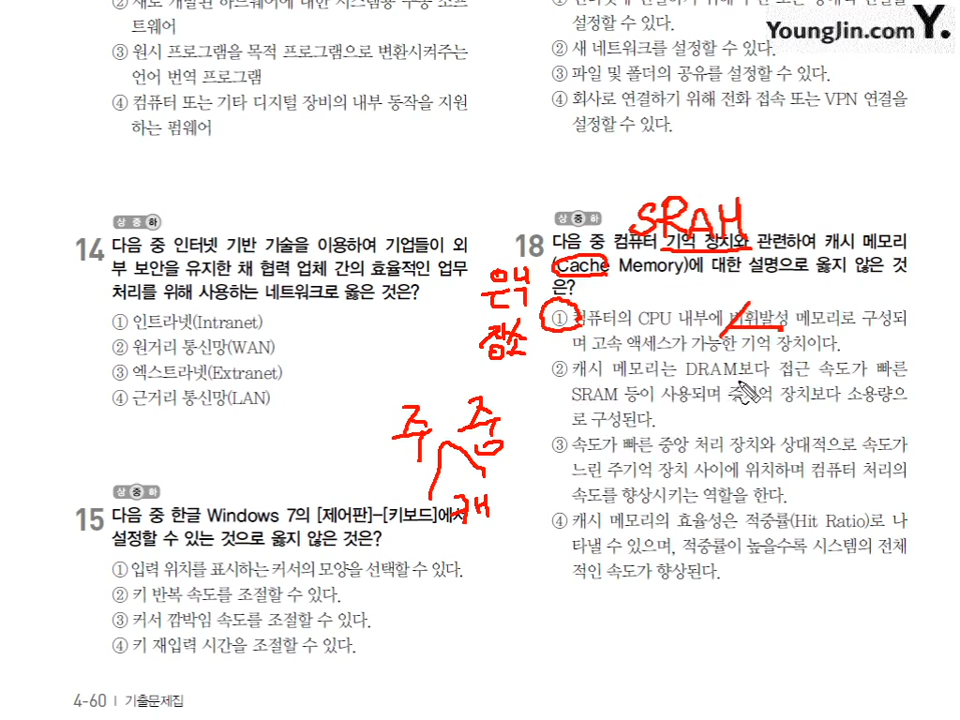 ② 새로 개발된 하드웨어에 대한 시스템용 구동 소프
트웨어
③ 원시 프로그램을 목적 프로그램으로 변환시켜주는
언어 번역 프로그램
④ 컴퓨터 또는 기타 디지털 장비의 내부 동작을 지원
하는 펌웨어
상 중 하
14 다음 중 인터넷 기반 기술을 이용하여 기업들이 외
부 보안을 유지한 채 협력 업체 간의 효율적인 업무
처리를 위해 사용하는 네트워크로 옳은 것은?
① 인트라넷(Intranet)
② 원거리 통신망(WAN)
③ 엑스트라넷(Extranet)
④ 근거리 통신망(LAN)
주 중
캐
상 중 하
15 다음 중 한글 Windows 7의 [제어판]-[키보드]에서
설정할 수 있는 것으로 옳지 않은 것은?
① 입력 위치를 표시하는 커서의 모양을 선택할 수 있다.
② 키 반복 속도를 조절할 수 있다.
③ 커서 깜박임 속도를 조절할 수 있다.
④ 키 재입력 시간을 조절할 수 있다.
4-60 | 기출문제집
YoungJin.com Y.
설정할 수 있다.
② 새 네트워크를 설정할 수 있다.
③ 파일 및 폴더의 공유를 설정할 수 있다.
④ 회사로 연결하기 위해 전화 접속 또는 VPN 연결을
설정할 수 있다.
상 중 하
SRAM
18 다음 중 컴퓨터 기억 장치와 관련하여 캐시 메모리
(Cache Memory)에 대한 설명으로 옳지 않은 것
은?
은닉
장소
① 컴퓨터의 CPU 내부에 비휘발성 메모리로 구성되
며 고속 액세스가 가능한 기억 장치이다.
② 캐시 메모리는 DRAM보다 접근 속도가 빠른
SRAM 등이 사용되며 주기억 장치보다 소용량으
로 구성된다.
③ 속도가 빠른 중앙 처리 장치와 상대적으로 속도가
느린 주기억 장치 사이에 위치하며 컴퓨터 처리의
속도를 향상시키는 역할을 한다.
④ 캐시 메모리의 효율성은 적중률(Hit Ratio)로 나
타낼 수 있으며, 적중률이 높을수록 시스템의 전체
적인 속도가 향상된다.